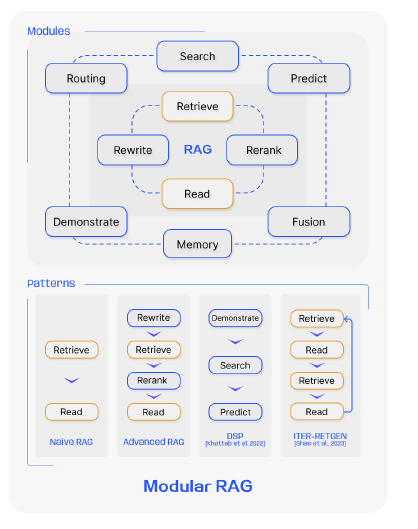 Modules
Search
Routing
Predict
Retrieve
Rewrite
RAG
Rerank
Read
Demonstrate
Fusion
Memory
Patterns
Retrieve
Read
Naive RAG
Rewrite
Retrieve
Rerank
Read
Advanced RAG
Demonstrate
Search
Predict
DSP
[Khattab et al.,2022]
Retrieve
Read
Retrieve
Read
ITER-RETGEN
[Shao et al., 2023]
Modular RAG